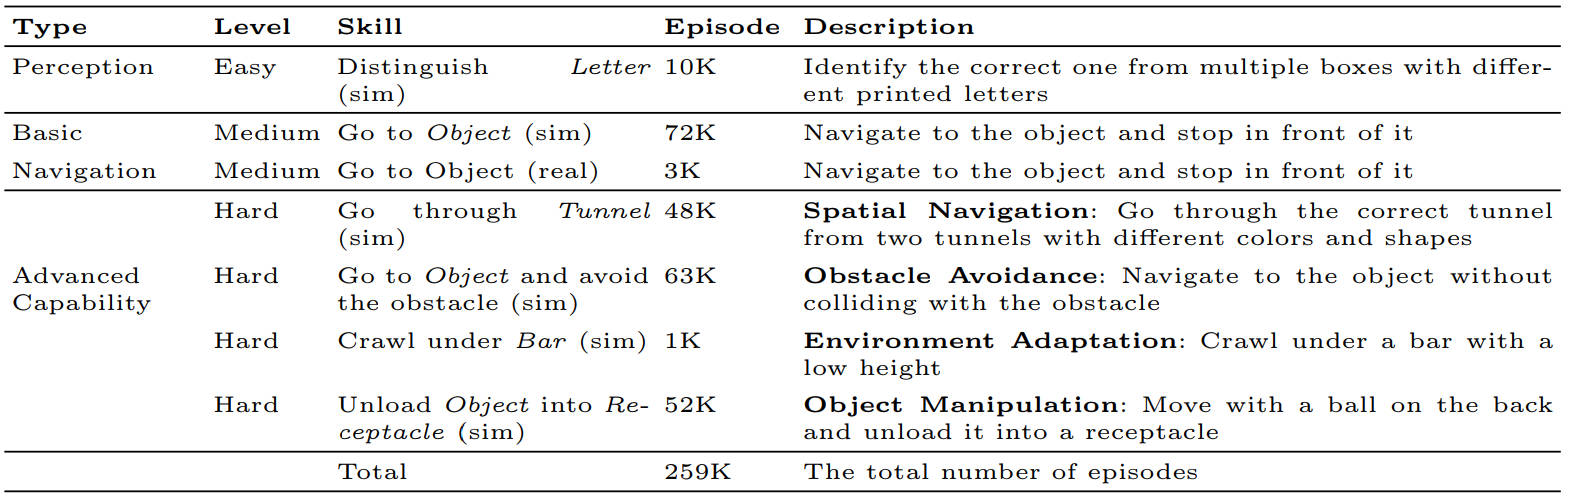 Type Level Skill Episode Description
Perception Easy Distinguish Letter 10K Identify the correct one from multiple boxes with differ-
(sim) ent printed letters
Basic Medium Go to Object (sim) 72K Navigate to the object and stop in front of it
Navigation Medium Go to Object (real) 3K Navigate to the object and stop in front of it
Hard Go through Tunnel 48K Spatial Navigation: Go through the correct tunnel
(sim) from two tunnels with different colors and shapes
Advanced Hard Go to Object and avoid 63K Obstacle Avoidance: Navigate to the object without
Capability the obstacle (sim) colliding with the obstacle
Hard Crawl under Bar (sim) 1K Environment Adaptation: Crawl under a bar with a
low height
Hard Unload Object into Re- 52K Object Manipulation: Move with a ball on the back
ceptacle (sim) and unload it into a receptacle
Total 259K The total number of episodes